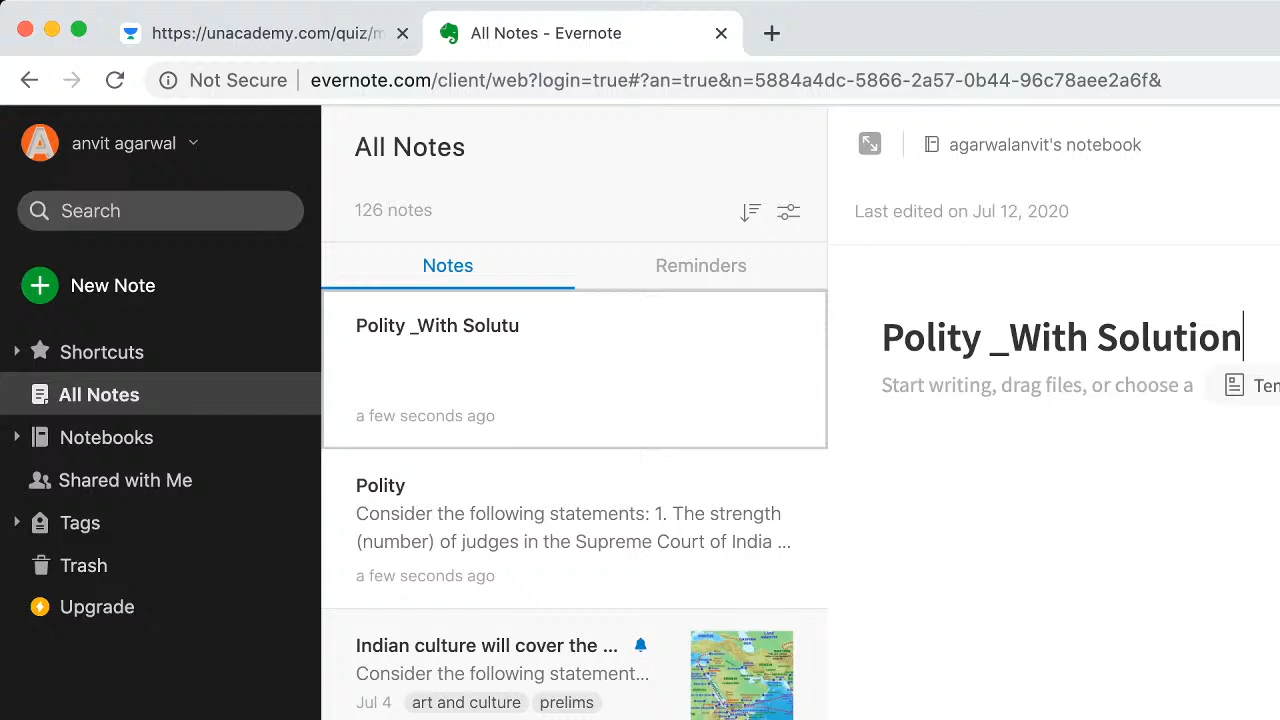 https://unacademy.com/quiz/m
All Notes - Evernote
Not Secure
evernote.com/client/web?login=true#?an=true&n=5884a4dc-5866-2a57-0b44-96c78aee2a6f&
anvit agarwal
Search
New Note
Shortcuts
All Notes
Notebooks
Shared with Me
Tags
Trash
Upgrade
All Notes
126 notes
Notes
Reminders
Polity _With Solutu
a few seconds ago
Polity
Consider the following statements: 1. The strength
(number) of judges in the Supreme Court of India ...
a few seconds ago
Indian culture will cover the ...
Consider the following statement...
Jul 4 art and culture prelims
agarwalanvit's notebook
Last edited on Jul 12, 2020
Polity _With Solution
Start writing, drag files, or choose a